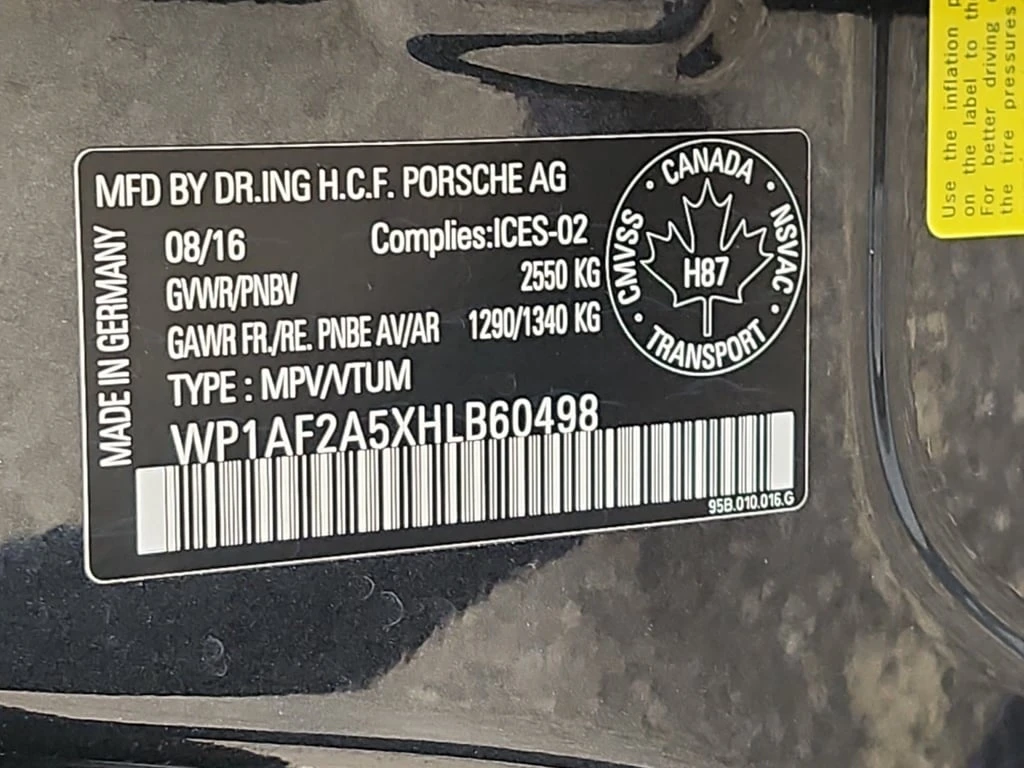 MFD BY DR.ING H.C.F. PORSCHE AG
08/16 Complies:ICES-02
GVWR/PNBV 2550 KG
GAWR FR./RE. PNBE AV/AR 1290/1340 KG
TYPE : MPV/VTUM
WP1AF2A5XHLB60498
95B.010.016.G
MADE IN GERMANY
CANADA
CMVSS
NSVAC
H87
TRANSPORT
Use the inflation
on the label to
For better driving
the tire pressures